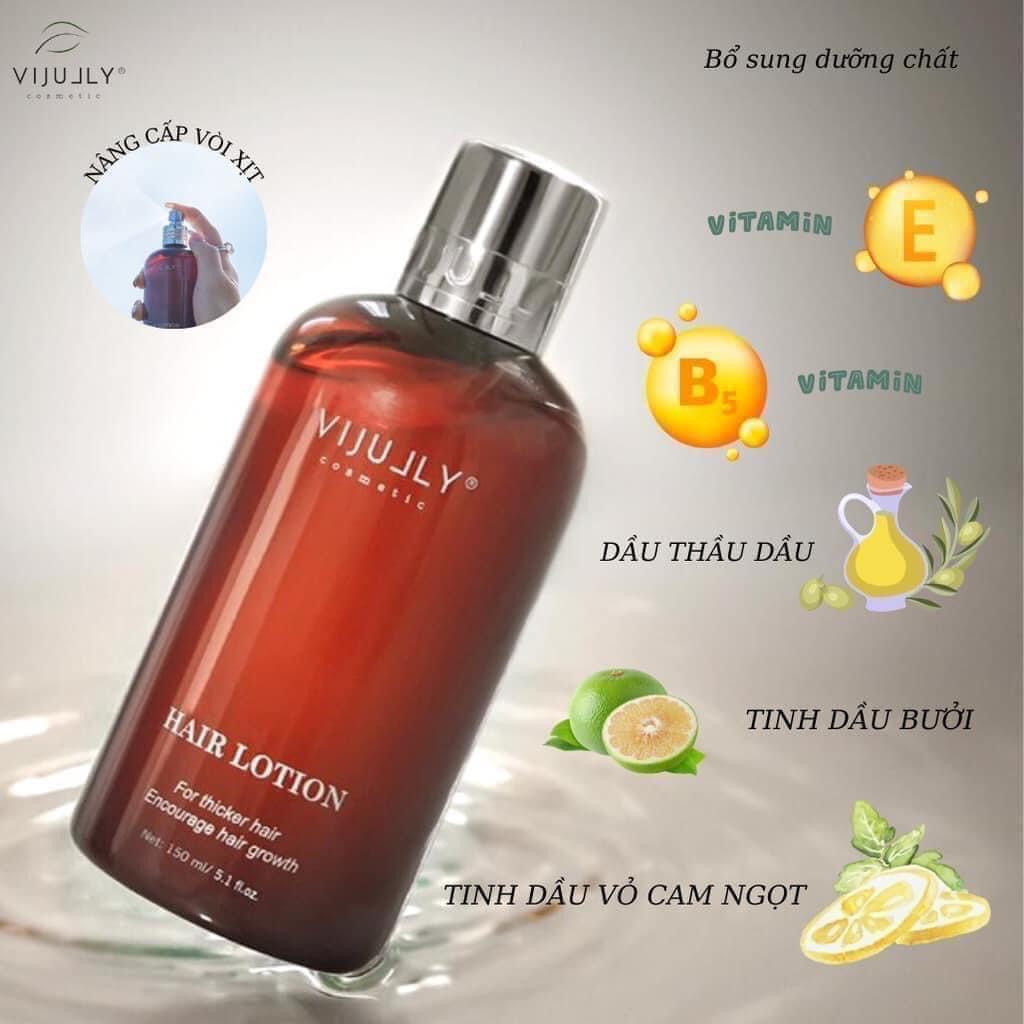 VIJULLY®
cosmetic
Bổ sung dưỡng chất
NÂNG CẤP VÒI XỊT
ViTAMiN
E
B5
ViTAMiN
VIJULLY®
cosmetic
DẦU THẦU DẦU
TINH DẦU BƯỞI
HAIR LOTION
For thicker hair
Encourage hair growth
Net: 150 ml/ 5.1 fl.oz.
TINH DẦU VỎ CAM NGỌT